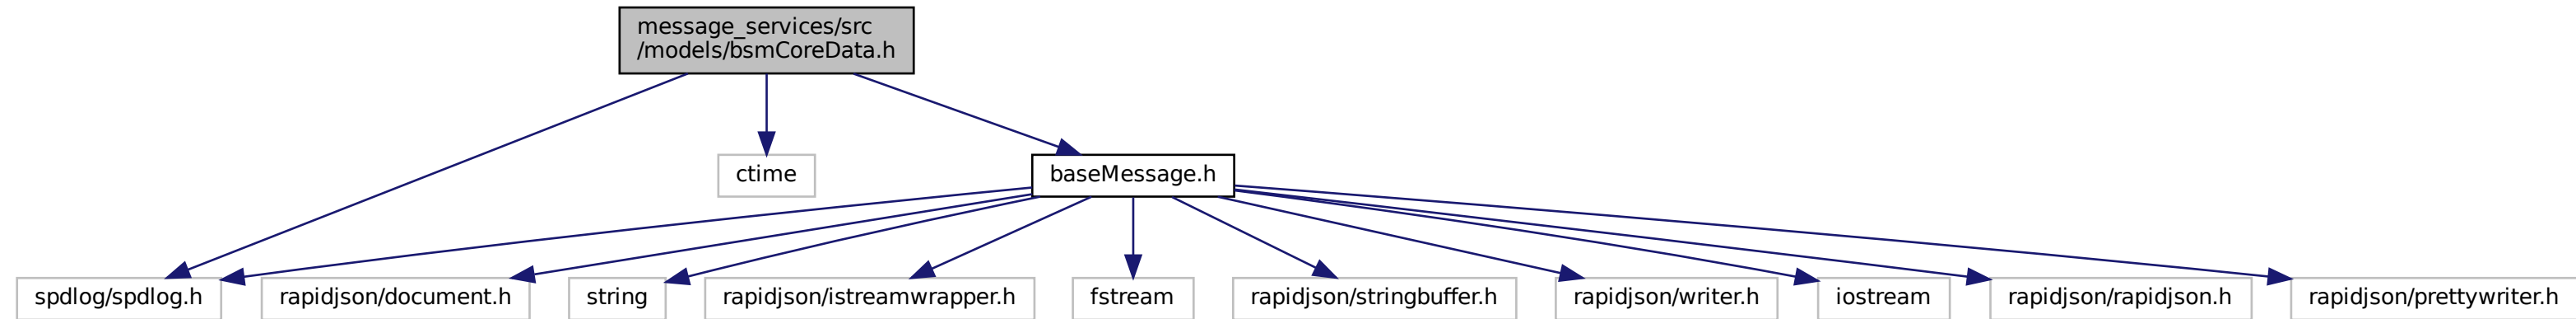 message_services/src
/models/bsmCoreData.h
ctime
baseMessage.h
spdlog/spdlog.h
rapidjson/document.h
string
rapidjson/istreamwrapper.h
fstream
rapidjson/stringbuffer.h
rapidjson/writer.h
iostream
rapidjson/rapidjson.h
rapidjson/prettywriter.h